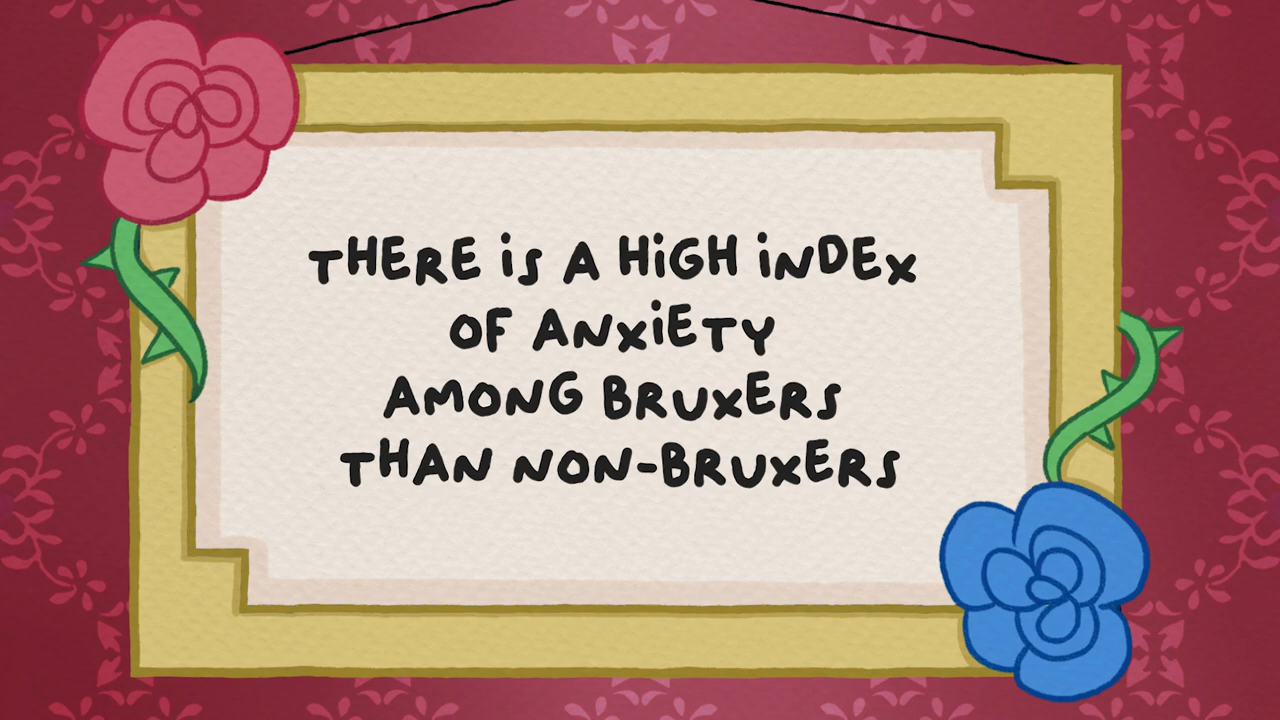 THERE iS A HiGH iNDEX
OF ANXiETY
AMONG BRUXERS
THAN NON-BRUXERS